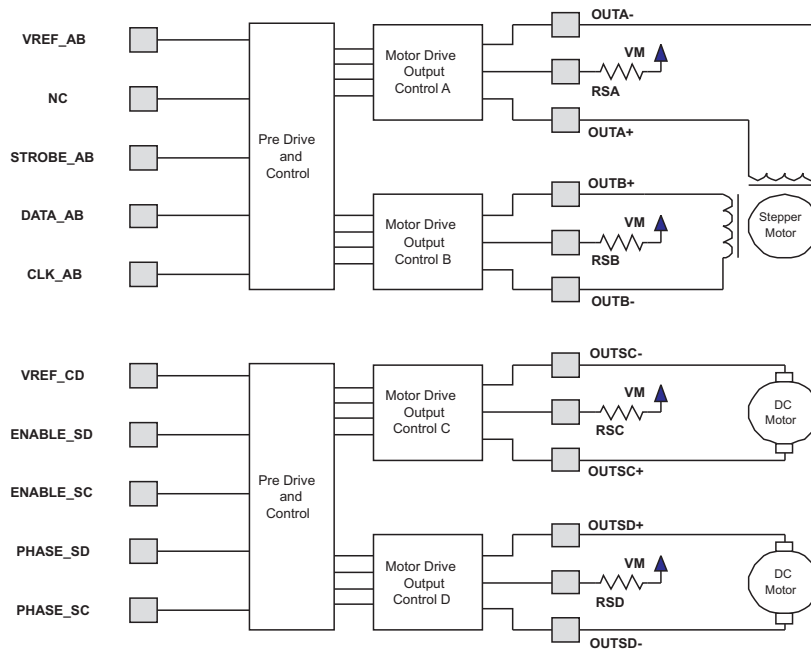 VREF_AB
NC
STROBE_AB
DATA_AB
CLK_AB
Pre Drive
and
Control
Motor Drive
Output
Control A
OUTA-
VM
RSA
OUTA+
Motor Drive
Output
Control B
OUTB+
VM
RSB
OUTB-
Stepper
Motor
VREF_CD
ENABLE_SD
ENABLE_SC
PHASE_SD
PHASE_SC
Pre Drive
and
Control
Motor Drive
Output
Control C
OUTSC-
VM
RSC
OUTSC+
DC
Motor
Motor Drive
Output
Control D
OUTSD+
VM
RSD
OUTSD-
DC
Motor